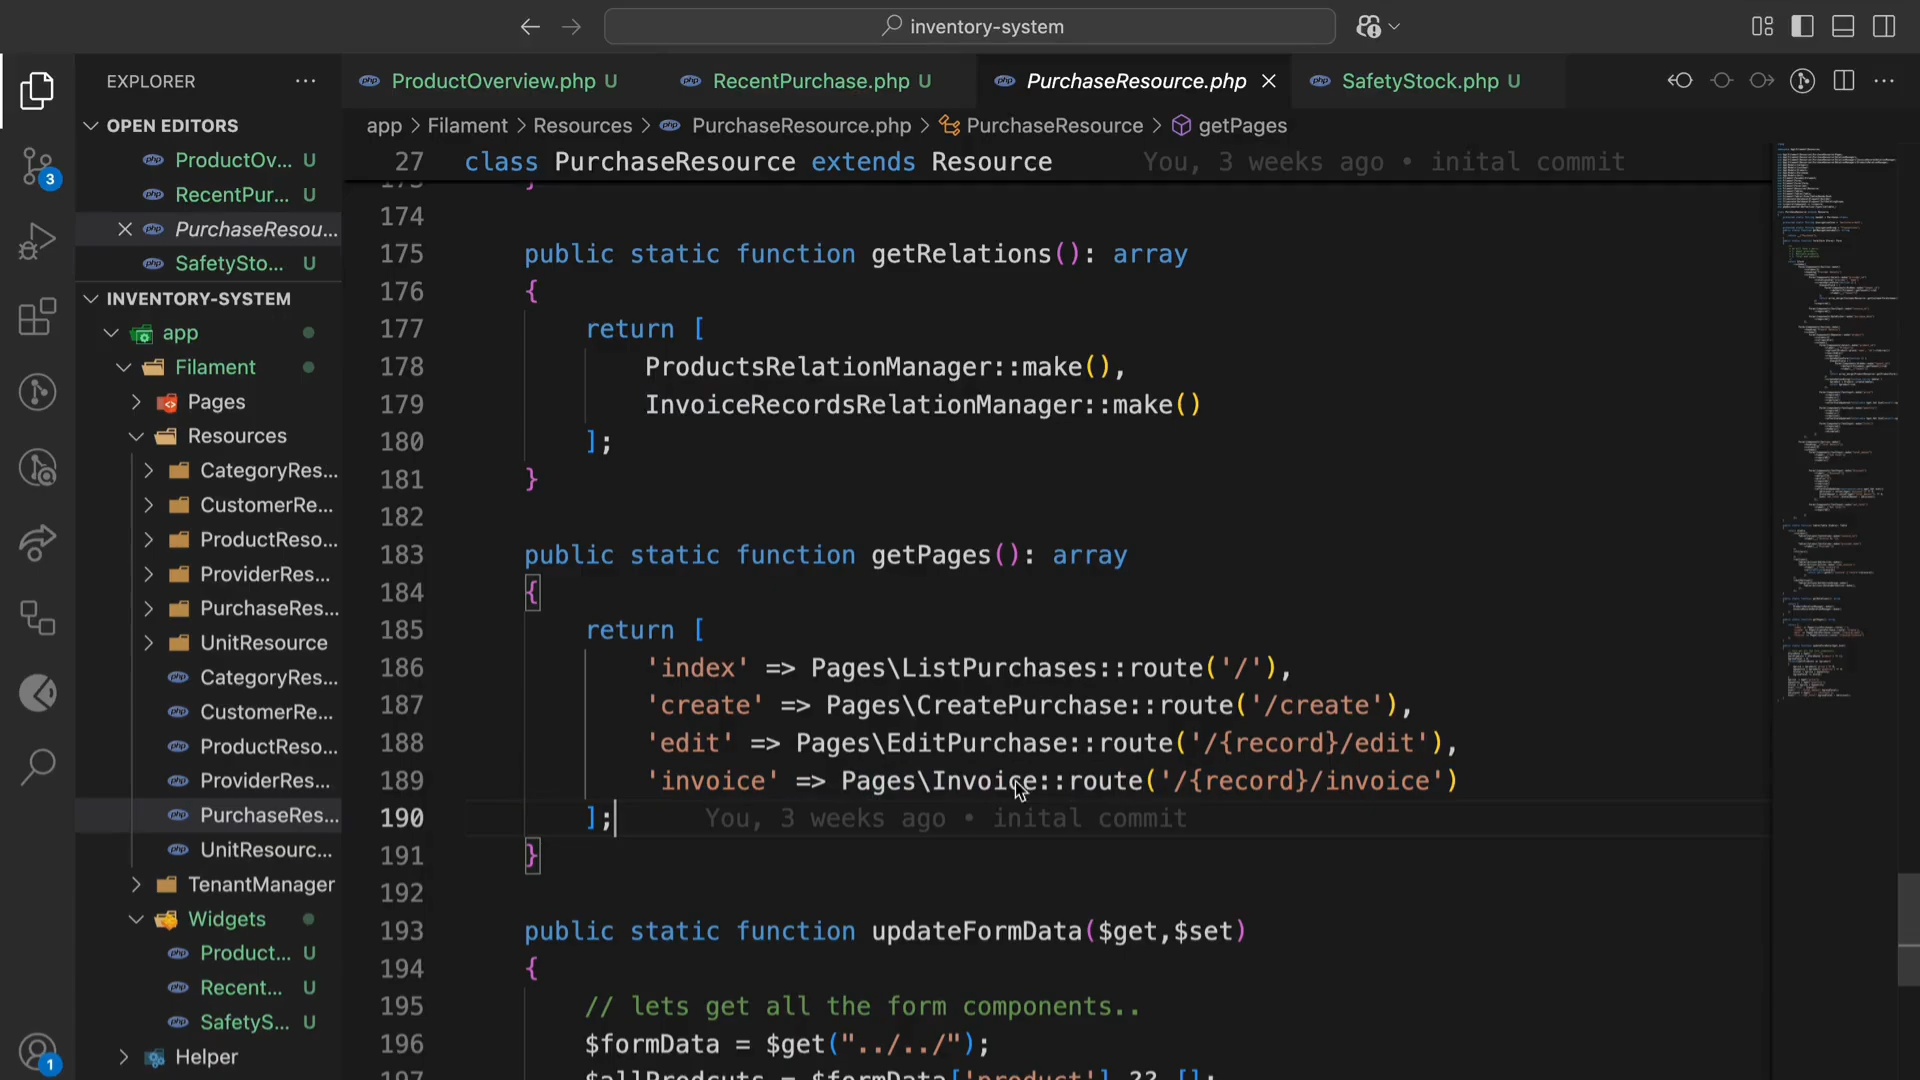 inventory-system
EXPLORER
ProductOverview.php U
RecentPurchase.php U
PurchaseResource.php
SafetyStock.php U
OPEN EDITORS
app > Filament > Resources > PurchaseResource.php > PurchaseResource > getPages
ProductOv... U
RecentPur... U
PurchaseResou...
SafetySto... U
INVENTORY-SYSTEM
app
Filament
Pages
Resources
CategoryRes...
CustomerRe...
ProductReso...
ProviderRes...
PurchaseRes...
UnitResource
CategoryRes...
CustomerRe...
ProductReso...
ProviderRes...
PurchaseRes...
UnitResourc...
TenantManager
Widgets
Product... U
Recent... U
SafetyS... U
Helper
3
1
27 class PurchaseResource extends Resource You, 3 weeks ago • inital commit
174
175 public static function getRelations(): array
176 {
177 return [
178 ProductsRelationManager::make(),
179 InvoiceRecordsRelationManager::make()
180 ];
181 }
182
183 public static function getPages(): array
184 {
185 return [
186 'index' => Pages\ListPurchases::route('/'),
187 'create' => Pages\CreatePurchase::route('/create'),
188 'edit' => Pages\EditPurchase::route('/{record}/edit'),
189 'invoice' => Pages\Invoice::route('/{record}/invoice')
190 ]; You, 3 weeks ago • inital commit
191 }
192
193 public static function updateFormData($get,$set)
194 {
195 // lets get all the form components..
196 $formData = $get("../../");
197 $allProdcuts = $formData['product'] ?? [];